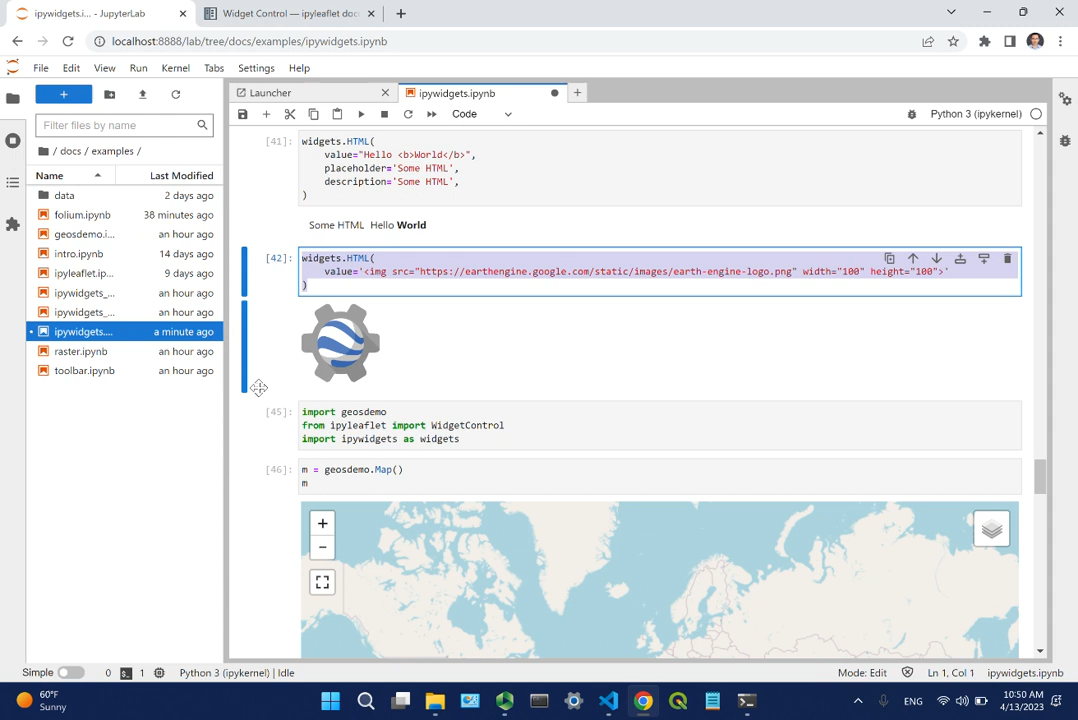 ipywidgets.i... - JupyterLab
Widget Control — ipyleaflet doc
localhost:8888/lab/tree/docs/examples/ipywidgets.ipynb
File Edit View Run Kernel Tabs Settings Help
Launcher
ipywidgets.ipynb
Code
Python 3 (ipykernel)
Filter files by name
/ docs / examples /
Name Last Modified
data 2 days ago
folium.ipynb 38 minutes ago
geosdemo.i... an hour ago
intro.ipynb 14 days ago
ipyleaflet.ip... 9 days ago
ipywidgets_... an hour ago
ipywidgets_... an hour ago
ipywidgets.... a minute ago
raster.ipynb an hour ago
toolbar.ipynb an hour ago
[41]: widgets.HTML(
value="Hello <b>World</b>",
placeholder='Some HTML',
description='Some HTML',
)
Some HTML Hello World
[42]: widgets.HTML(
value='<img src="https://earthengine.google.com/static/images/earth-engine-logo.png" width="100" height="100">'
)
[45]: import geosdemo
from ipyleaflet import WidgetControl
import ipywidgets as widgets
[46]: m = geosdemo.Map()
m
+
−
Simple 0 1 Python 3 (ipykernel) | Idle
Mode: Edit Ln 1, Col 1 ipywidgets.ipynb
60°F
Sunny
ENG
10:50 AM
4/13/2023